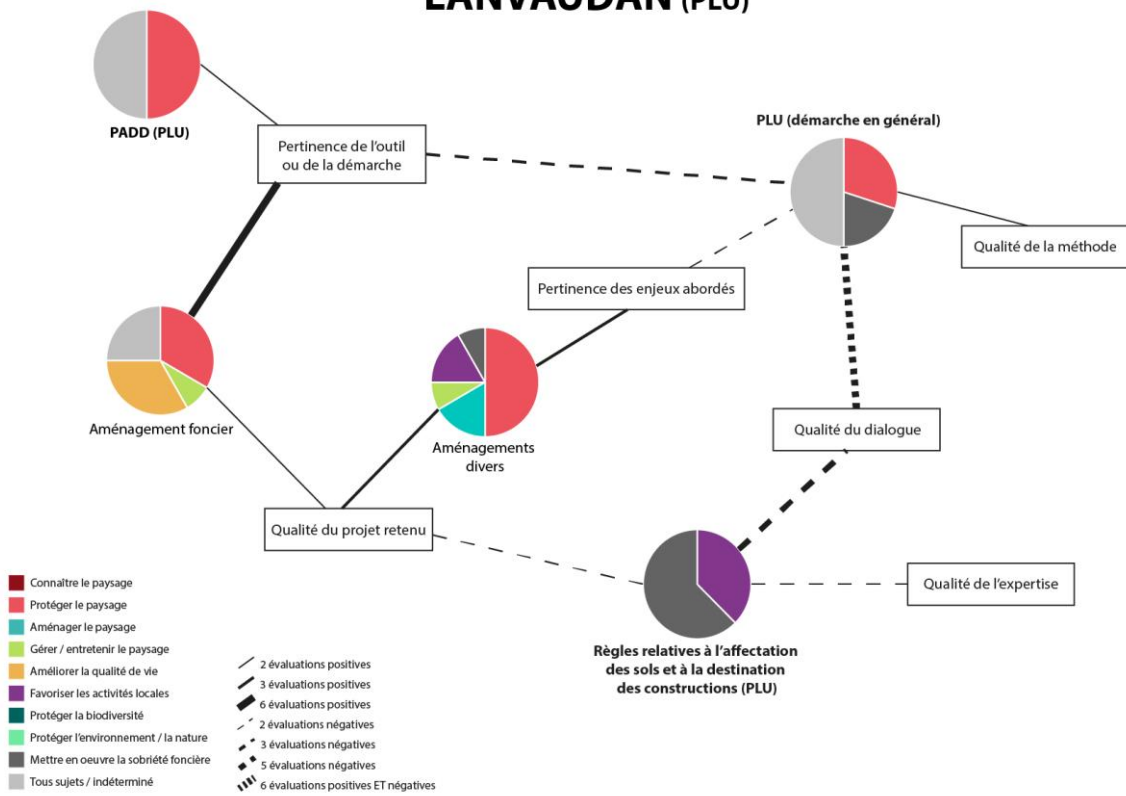 LANVAUDAN (PLU)
PADD (PLU)
Pertinence de l'outil
ou de la démarche
PLU (démarche en général)
Qualité de la méthode
Pertinence des enjeux abordés
Aménagement foncier
Aménagements
divers
Qualité du dialogue
Qualité du projet retenu
Qualité de l'expertise
Règles relatives à l'affectation
des sols et à la destination
des constructions (PLU)
Connaître le paysage
Protéger le paysage
Aménager le paysage
Gérer / entretenir le paysage
Améliorer la qualité de vie
Favoriser les activités locales
Protéger la biodiversité
Protéger l'environnement / la nature
Mettre en oeuvre la sobriété foncière
Tous sujets / indéterminé
2 évaluations positives
3 évaluations positives
6 évaluations positives
2 évaluations négatives
3 évaluations négatives
5 évaluations négatives
6 évaluations positives ET négatives